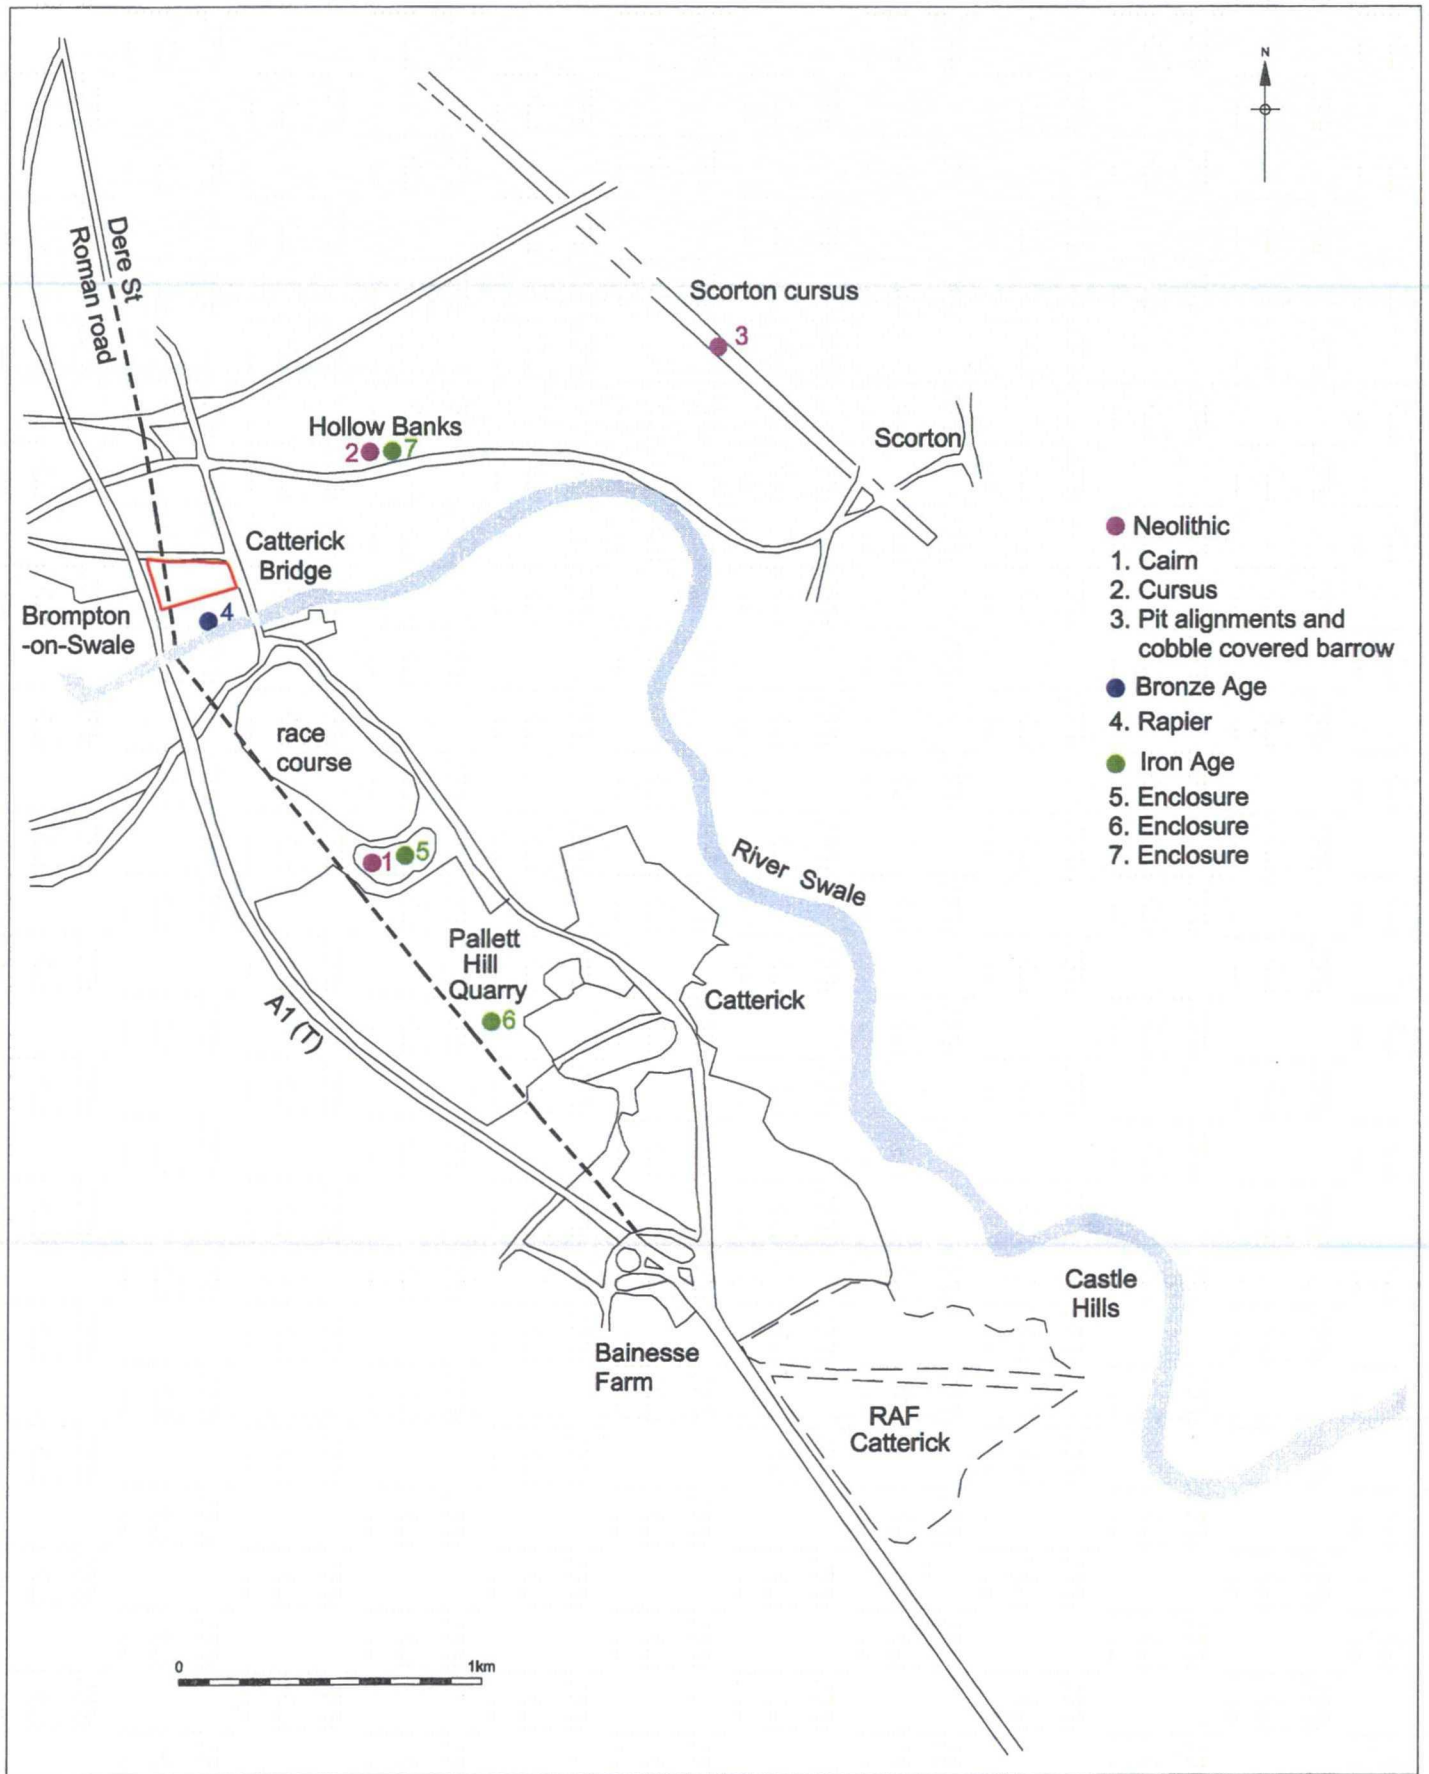 N
Dere St
Roman road
Scorton cursus
3
Hollow Banks
2
7
Scorton
Catterick
Bridge
Brompton
-on-Swale
4
race
course
1
5
River Swale
Pallett
Hill
Quarry
6
Catterick
A1 (T)
Castle
Hills
Bainesse
Farm
RAF
Catterick
Neolithic
1. Cairn
2. Cursus
3. Pit alignments and
cobble covered barrow
Bronze Age
4. Rapier
Iron Age
5. Enclosure
6. Enclosure
7. Enclosure
0
1km